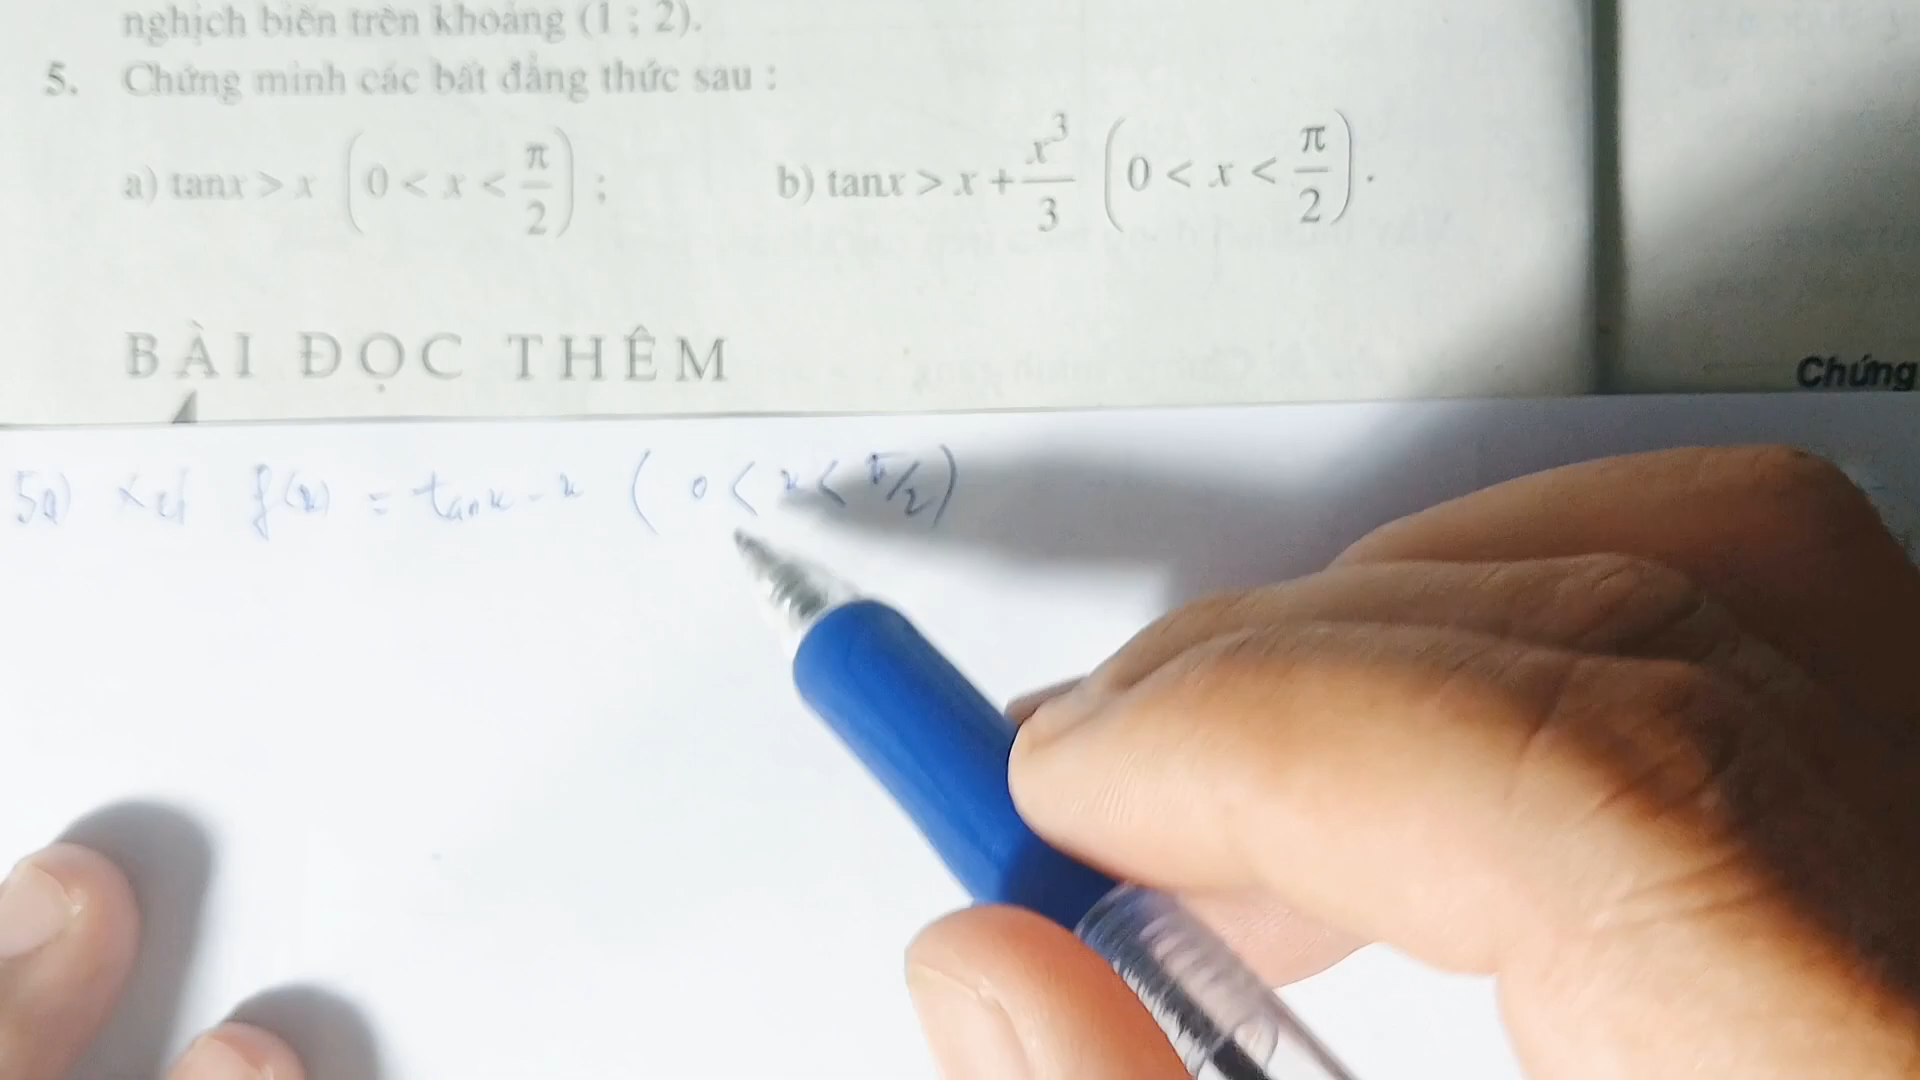 nghịch biến trên khoảng (1 ; 2).
5. Chứng minh các bất đẳng thức sau :
a) tanx > x (0 < x < π/2) ; b) tanx > x + x³/3 (0 < x < π/2).
BÀI ĐỌC THÊM
Chứng
5a) Xét f(x) = tanx - x ( 0 < x < π/2)